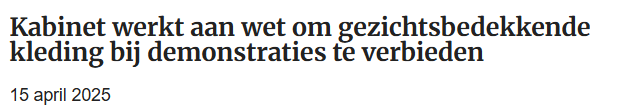 Kabinet werkt aan wet om gezichtsbedekkende
kleding bij demonstraties te verbieden
15 april 2025